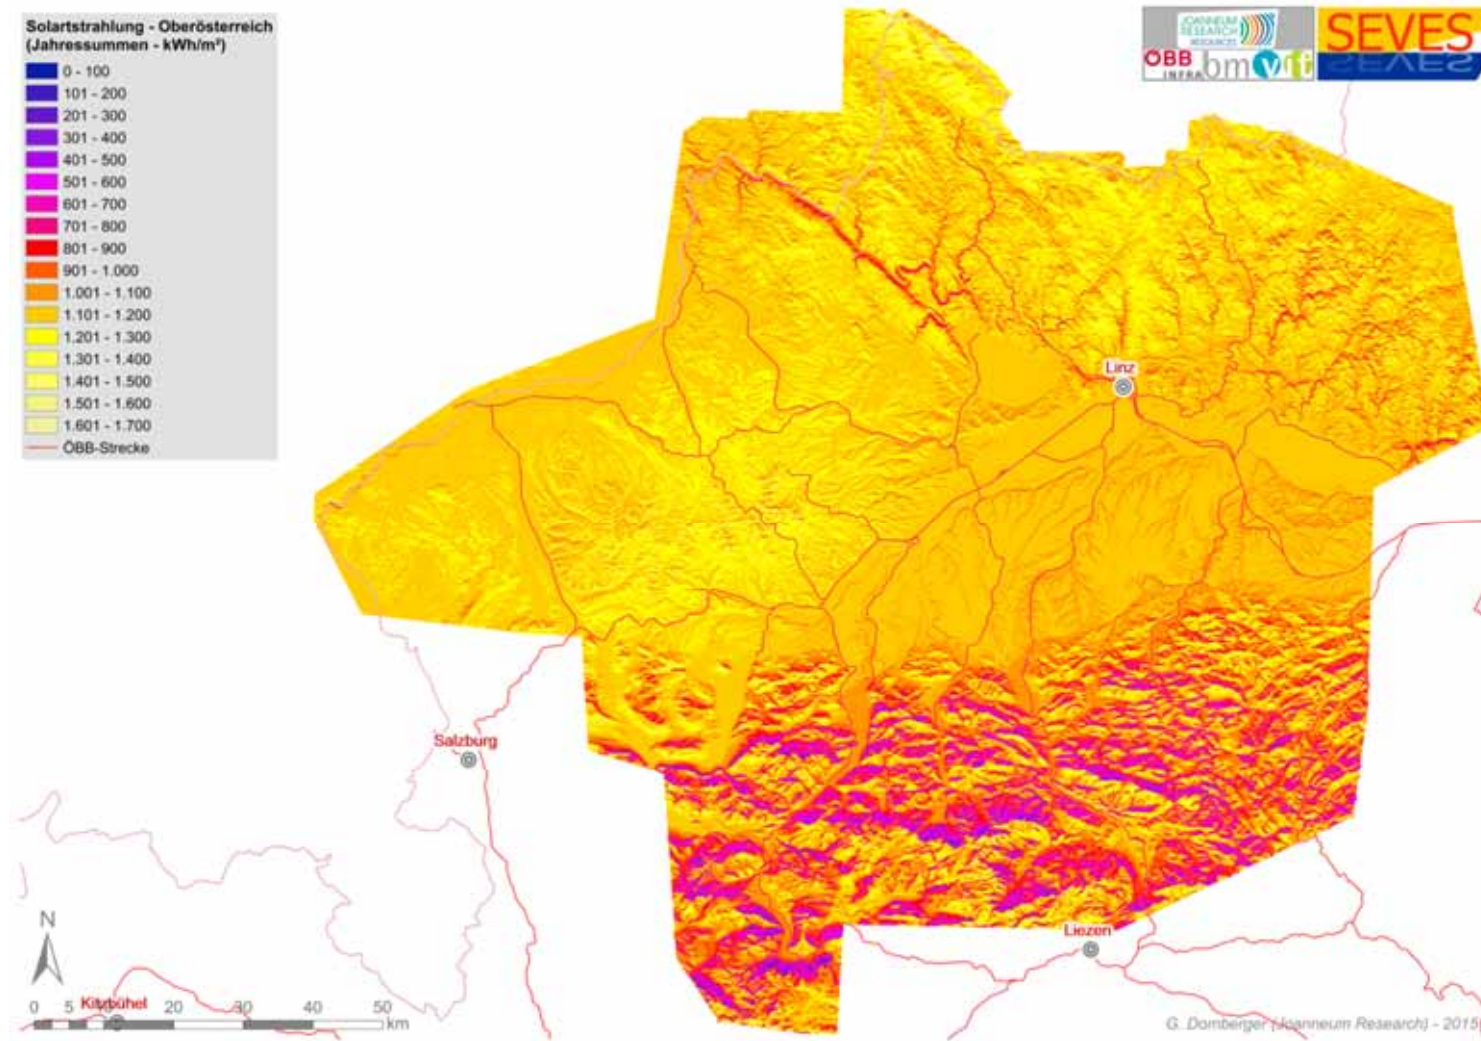 Solartstrahlung - Oberösterreich
(Jahressummen - kWh/m²)
0 - 100
101 - 200
201 - 300
301 - 400
401 - 500
501 - 600
601 - 700
701 - 800
801 - 900
901 - 1.000
1.001 - 1.100
1.101 - 1.200
1.201 - 1.300
1.301 - 1.400
1.401 - 1.500
1.501 - 1.600
1.601 - 1.700
ÖBB-Strecke
JOANNEUM
RESEARCH
RESOURCES
ÖBB
INFRA
bmvit
SEVES
Linz
Salzburg
Liezen
N
Kitzbühel
0 5 10 20 30 40 50
km
G. Domberger (Joanneum Research) - 2015